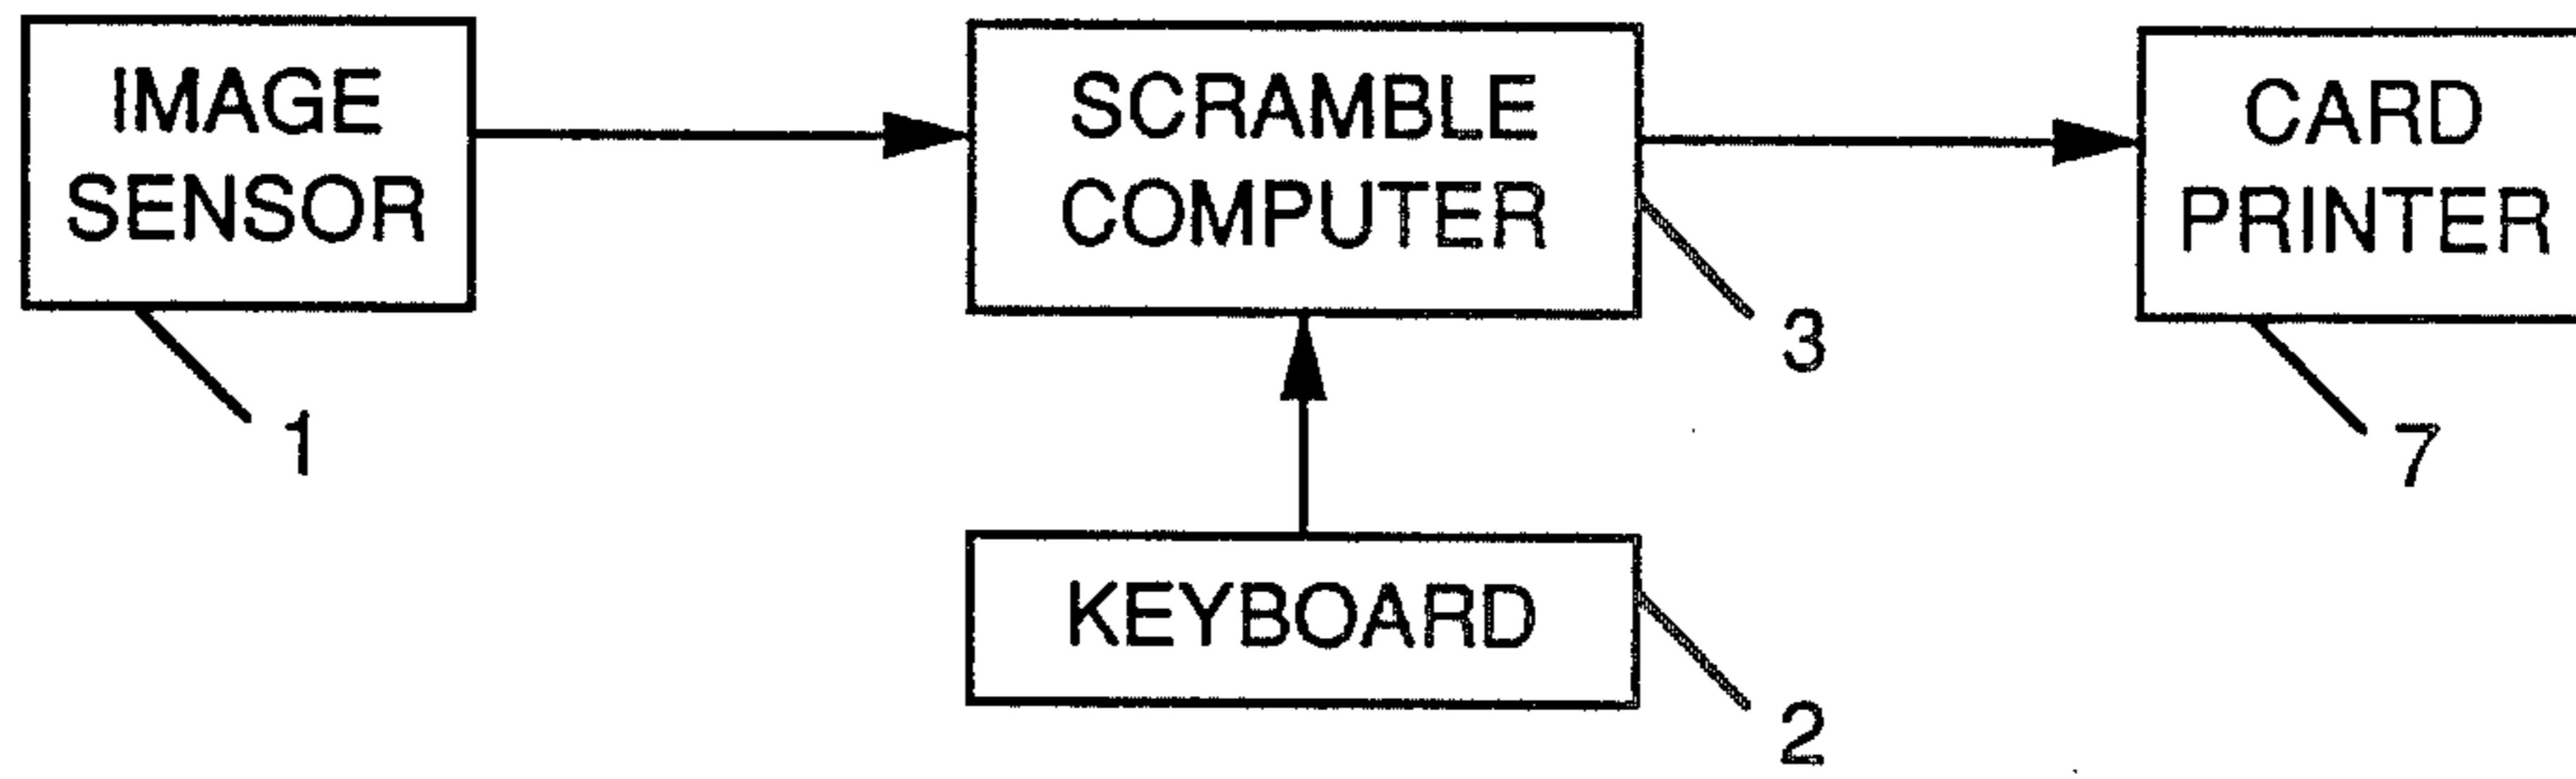 IMAGE
SENSOR
1
SCRAMBLE
COMPUTER
3
CARD
PRINTER
7
KEYBOARD
2